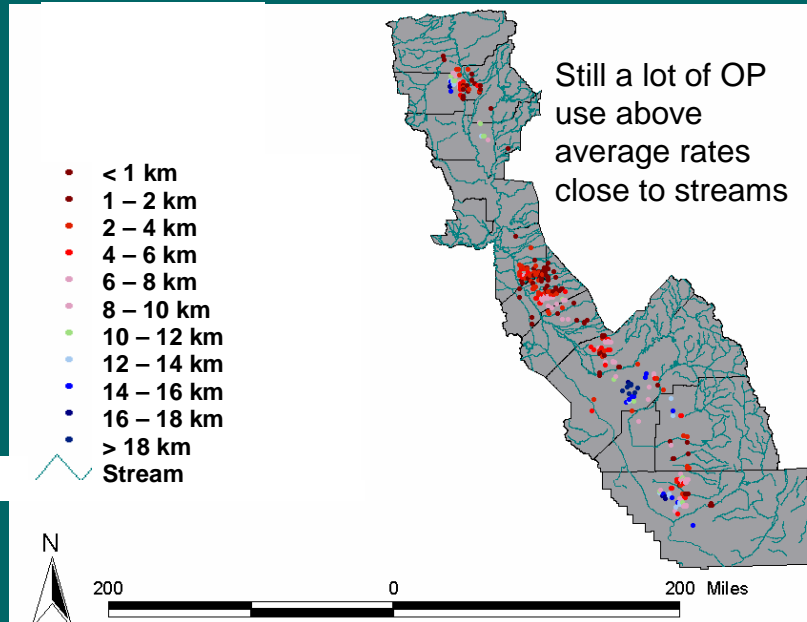 Still a lot of OP
use above
average rates
close to streams
< 1 km
1 – 2 km
2 – 4 km
4 – 6 km
6 – 8 km
8 – 10 km
10 – 12 km
12 – 14 km
14 – 16 km
16 – 18 km
> 18 km
Stream
N
200 0 200 Miles